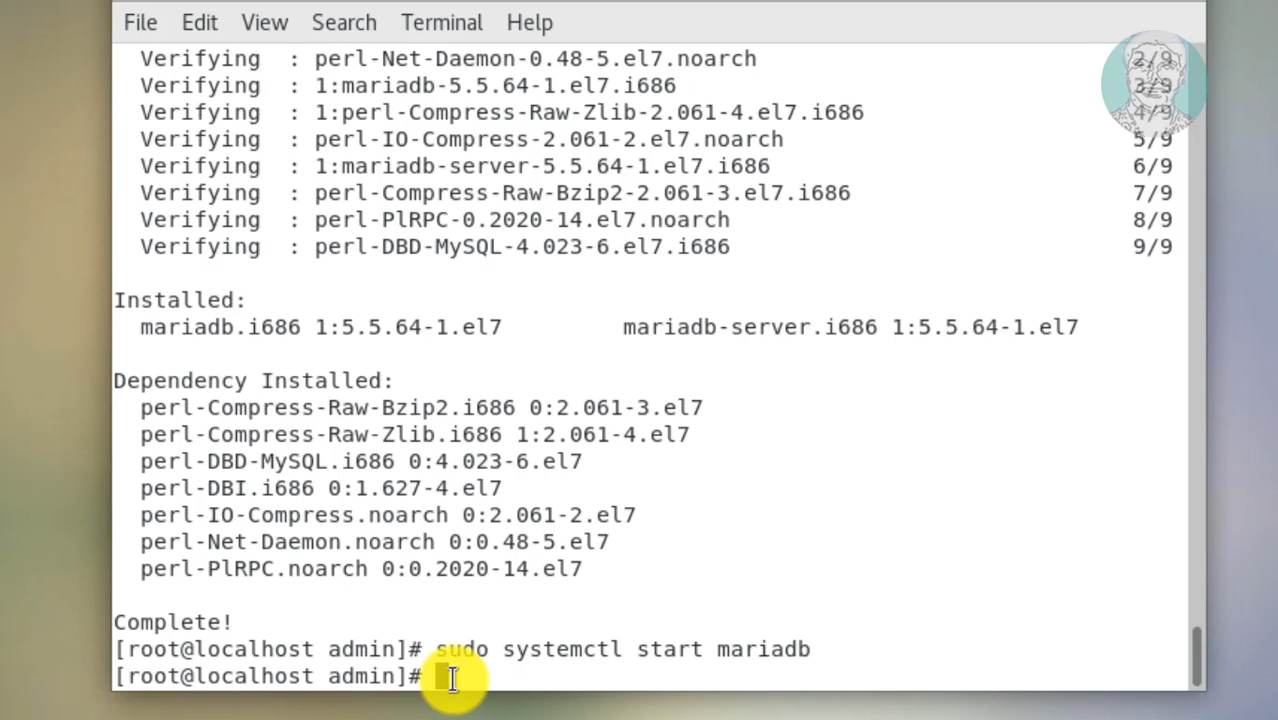 File Edit View Search Terminal Help
Verifying : perl-Net-Daemon-0.48-5.el7.noarch 2/9
Verifying : 1:mariadb-5.5.64-1.el7.i686 3/9
Verifying : 1:perl-Compress-Raw-Zlib-2.061-4.el7.i686 4/9
Verifying : perl-IO-Compress-2.061-2.el7.noarch 5/9
Verifying : 1:mariadb-server-5.5.64-1.el7.i686 6/9
Verifying : perl-Compress-Raw-Bzip2-2.061-3.el7.i686 7/9
Verifying : perl-PlRPC-0.2020-14.el7.noarch 8/9
Verifying : perl-DBD-MySQL-4.023-6.el7.i686 9/9
Installed:
mariadb.i686 1:5.5.64-1.el7 mariadb-server.i686 1:5.5.64-1.el7
Dependency Installed:
perl-Compress-Raw-Bzip2.i686 0:2.061-3.el7
perl-Compress-Raw-Zlib.i686 1:2.061-4.el7
perl-DBD-MySQL.i686 0:4.023-6.el7
perl-DBI.i686 0:1.627-4.el7
perl-IO-Compress.noarch 0:2.061-2.el7
perl-Net-Daemon.noarch 0:0.48-5.el7
perl-PlRPC.noarch 0:0.2020-14.el7
Complete!
[root@localhost admin]# sudo systemctl start mariadb
[root@localhost admin]#